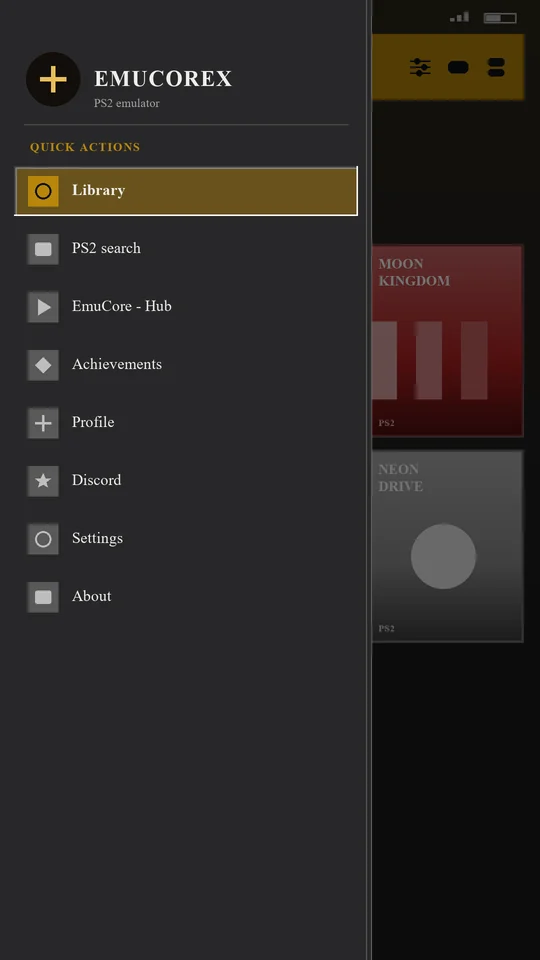 EMUCOREX
PS2 emulator
QUICK ACTIONS
Library
PS2 search
EmuCore - Hub
Achievements
Profile
Discord
Settings
About
MOON
KINGDOM
PS2
NEON
DRIVE
PS2